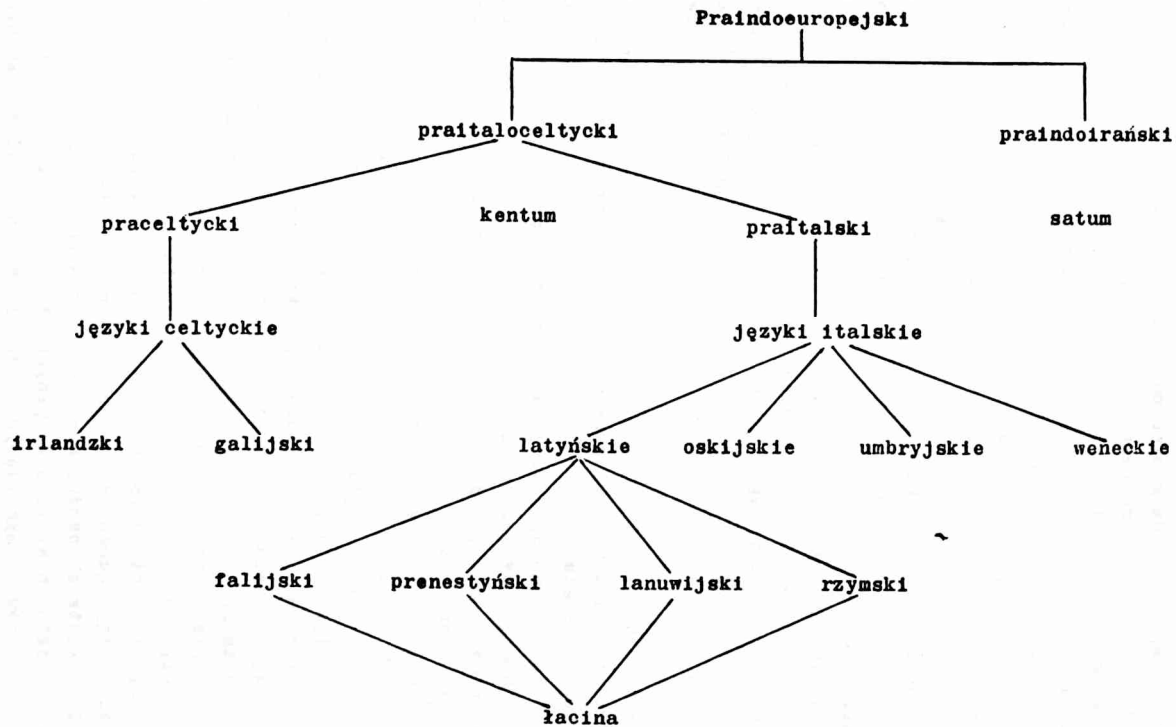 Praindoeuropejski
praitaloceltycki praindoirański
praceltycki kentum praitalski satum
języki celtyckie języki italskie
irlandzki galijski latyńskie oskijskie umbryjskie weneckie
falijski prenestyński lanuwijski rzymski
łacina